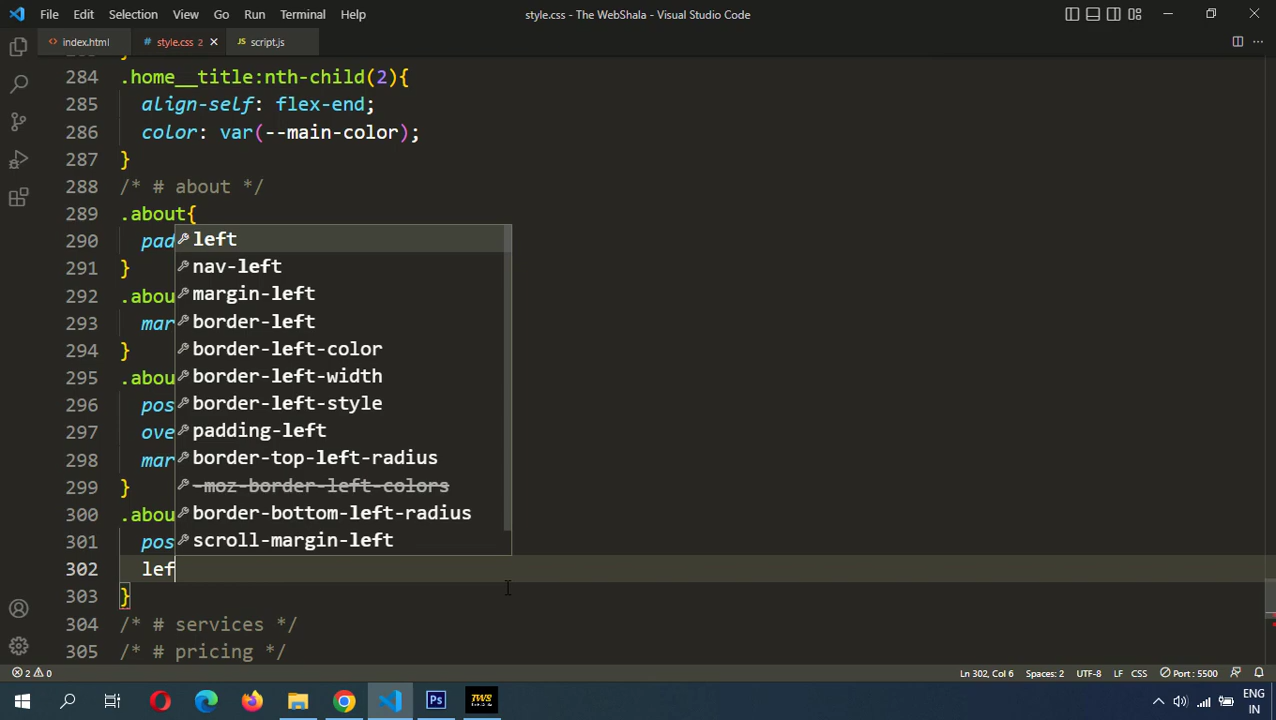 File Edit Selection View Go Run Terminal Help style.css - The WebShala - Visual Studio Code
index.html # style.css 2 JS script.js
284 .home__title:nth-child(2){
285 align-self: flex-end;
286 color: var(--main-color);
287 }
288 /* # about */
289 .about{
290 pad
291 }
292 .abou
293 mar
294 }
295 .abou
296 pos
297 ove
298 mar
299 }
300 .abou
301 pos
302 lef
303 }
304 /* # services */
305 /* # pricing */
left
nav-left
margin-left
border-left
border-left-color
border-left-width
border-left-style
padding-left
border-top-left-radius
-moz-border-left-colors
border-bottom-left-radius
scroll-margin-left
2 0 Ln 302, Col 6 Spaces: 2 UTF-8 LF CSS Port : 5500
Ps TWS ENG
IN